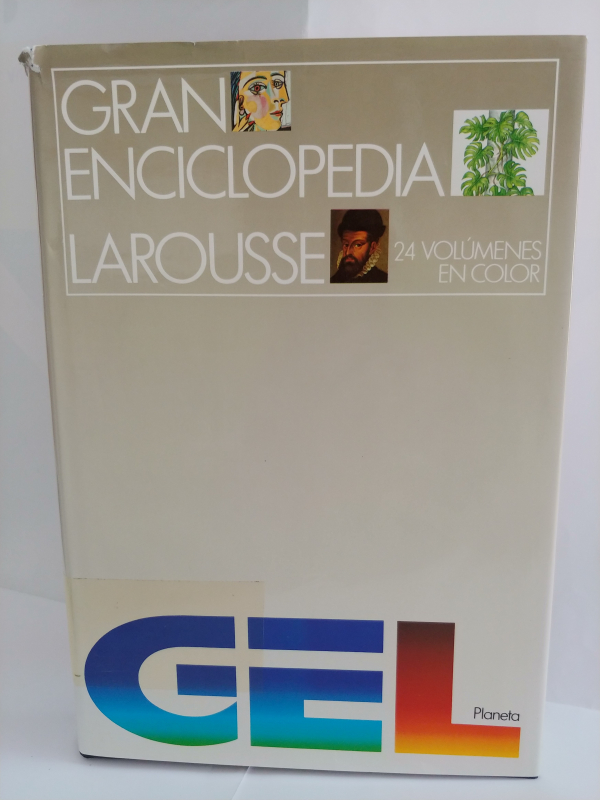 GRAN
ENCICLOPEDIA
LAROUSSE
24 VOLÚMENES
EN COLOR
GEL
Planeta